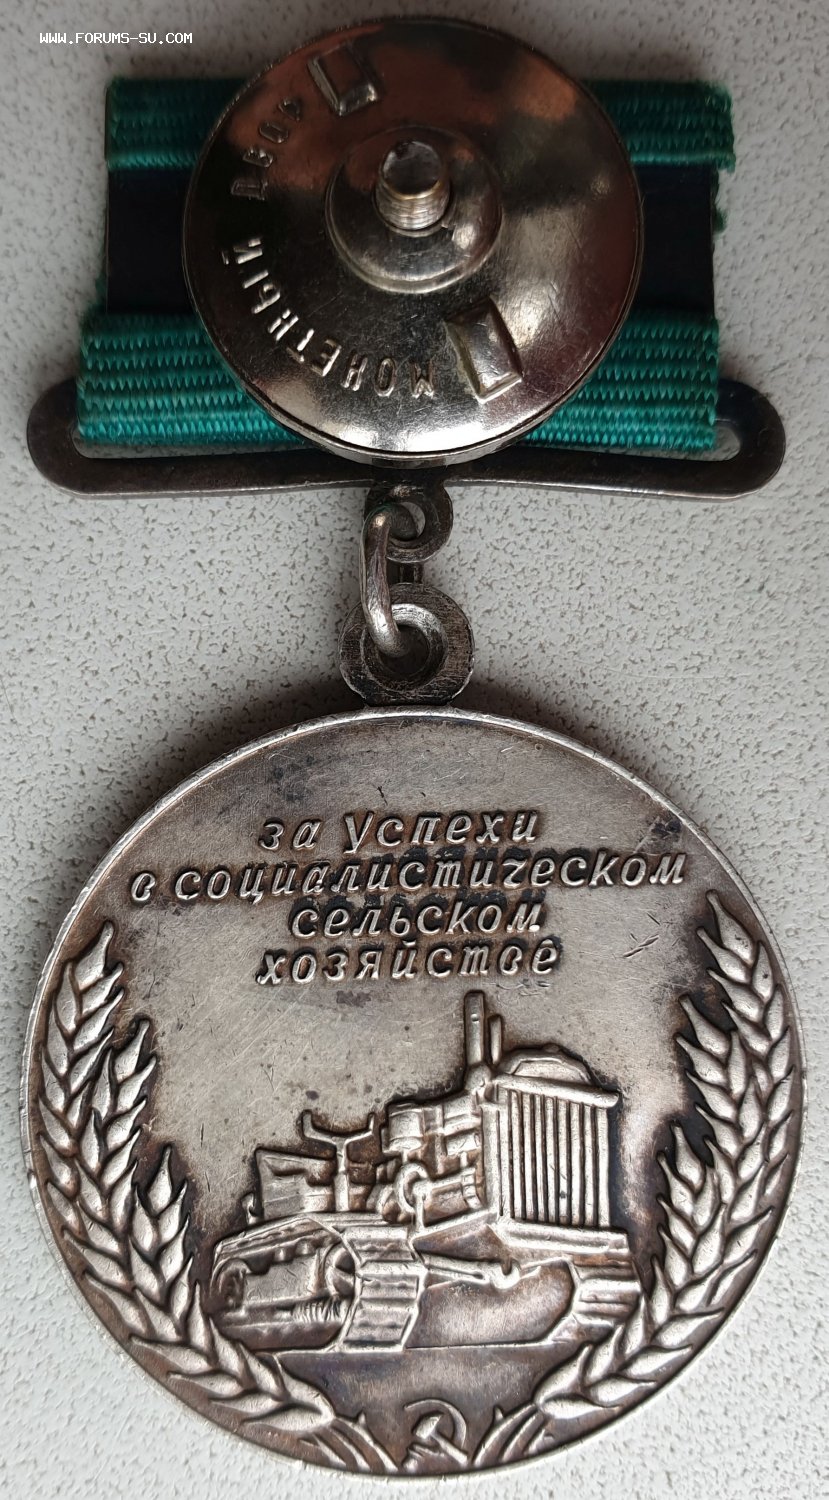 WWW.FORUMS-SU.COM
МОНЕТНЫЙ ДВОР
за успехи
в социалистическом
сельском
хозяйстве